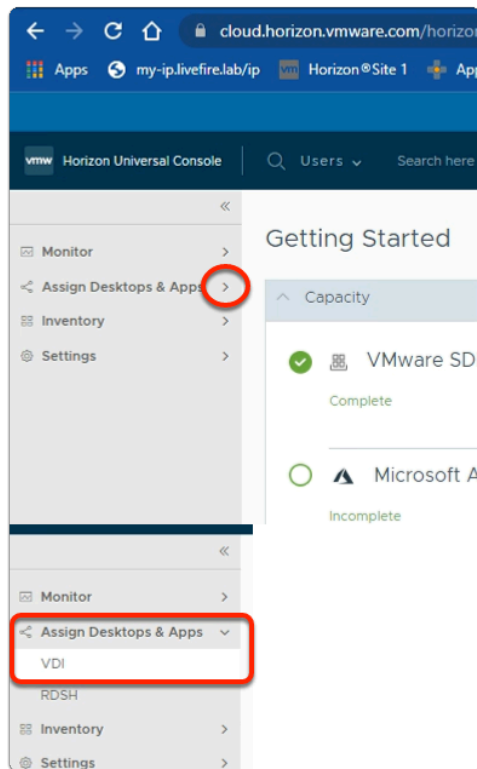 cloud.horizon.vmware.com/horizo
Apps my-ip.livefire.lab/ip vm Horizon®Site 1 Ap
vmw Horizon Universal Console Users Search here
Monitor
Assign Desktops & Apps
Inventory
Settings
Getting Started
Capacity
VMware SD
Complete
Microsoft A
Incomplete
Monitor
Assign Desktops & Apps
VDI
RDSH
Inventory
Settings